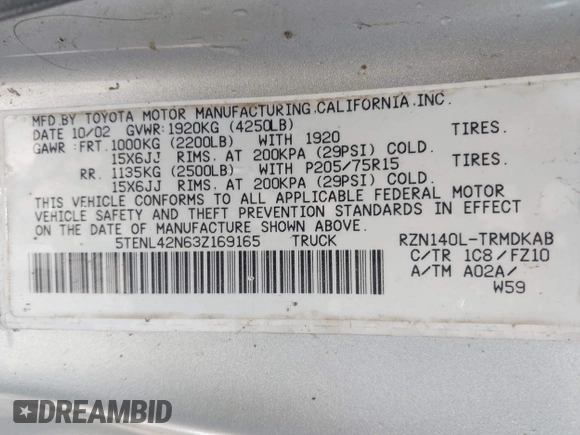 MFD.BY TOYOTA MOTOR MANUFACTURING.CALIFORNIA.INC.
DATE 10/02 GVWR:1920KG (4250LB)
GAWR:FRT.1000KG (2200LB) WITH 1920 TIRES.
15X6JJ RIMS. AT 200KPA (29PSI) COLD.
RR. 1135KG (2500LB) WITH P205/75R15 TIRES.
15X6JJ RIMS. AT 200KPA (29PSI) COLD.
THIS VEHICLE CONFORMS TO ALL APPLICABLE FEDERAL MOTOR
VEHICLE SAFETY AND THEFT PREVENTION STANDARDS IN EFFECT
ON THE DATE OF MANUFACTURE SHOWN ABOVE.
5TENL42N63Z169165 TRUCK RZN140L-TRMDKAB
C/TR 1C8/FZ10
A/TM A02A/
W59
DREAMBID